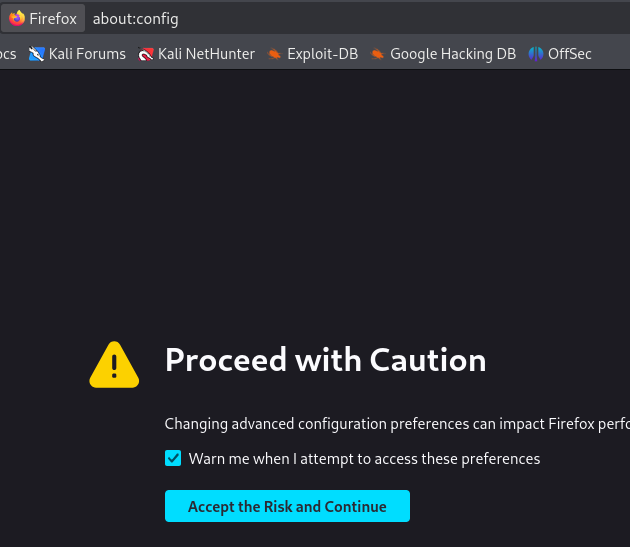 Firefox about:config
ocs Kali Forums Kali NetHunter Exploit-DB Google Hacking DB OffSec
Proceed with Caution
Changing advanced configuration preferences can impact Firefox perfo
Warn me when I attempt to access these preferences
Accept the Risk and Continue